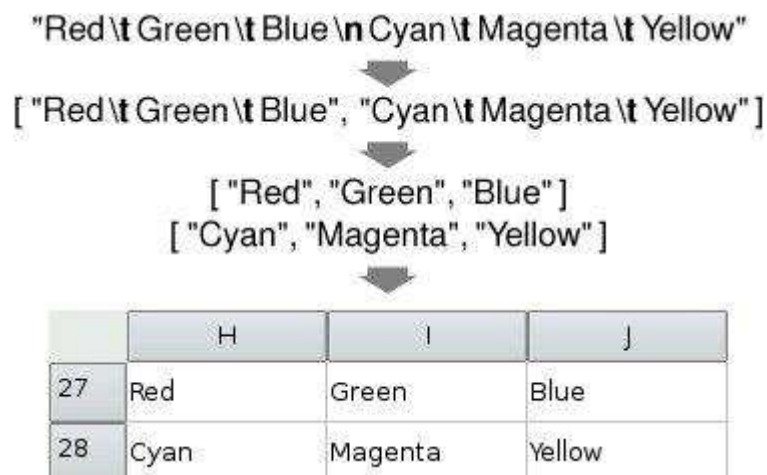 "Red\t Green\t Blue\n Cyan\t Magenta\t Yellow"
[ "Red\t Green\t Blue", "Cyan\t Magenta\t Yellow" ]
[ "Red", "Green", "Blue" ]
[ "Cyan", "Magenta", "Yellow" ]
H I J
27 Red Green Blue
28 Cyan Magenta Yellow